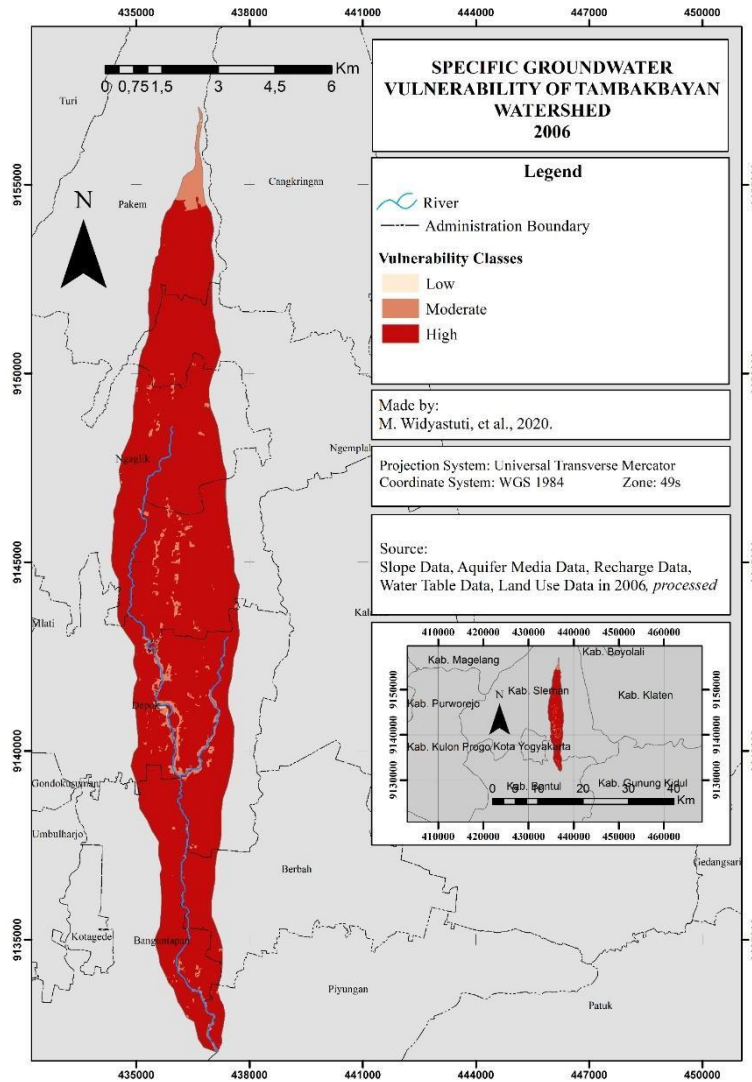 435000 438000 441000 444000 447000 450000
Km
0 0,75 1,5 3 4,5 6
Turi
Cangkringan
Pakem
N
9155000
9150000
Ngaglik
Ngempla
9145000
Mlati
Depok
9140000
Gondokusuman
Umbulharjo
Berbah
Gedangsari
9135000
Kotagede
Banguntapan
Piyungan
Patuk
435000 438000 441000 444000 447000 450000
SPECIFIC GROUNDWATER
VULNERABILITY OF TAMBAKBAYAN
WATERSHED
2006
Legend
River
Administration Boundary
Vulnerability Classes
Low
Moderate
High
Made by:
M. Widyastuti, et al., 2020.
Projection System: Universal Transverse Mercator
Coordinate System: WGS 1984 Zone: 49s
Source:
Slope Data, Aquifer Media Data, Recharge Data,
Water Table Data, Land Use Data in 2006, processed
410000 420000 430000 440000 450000 460000
Kab. Magelang
Kab. Boyolali
N
Kab. Sleman
Kab. Klaten
Kab. Purworejo
Kab. Kulon Progo
Kota Yogyakarta
Kab. Bantul
Kab. Gunung Kidul
0 5 10 20 30 40
Km
9150000 9150000
9140000 9140000
9130000 9130000
410000 420000 430000 440000 450000 460000